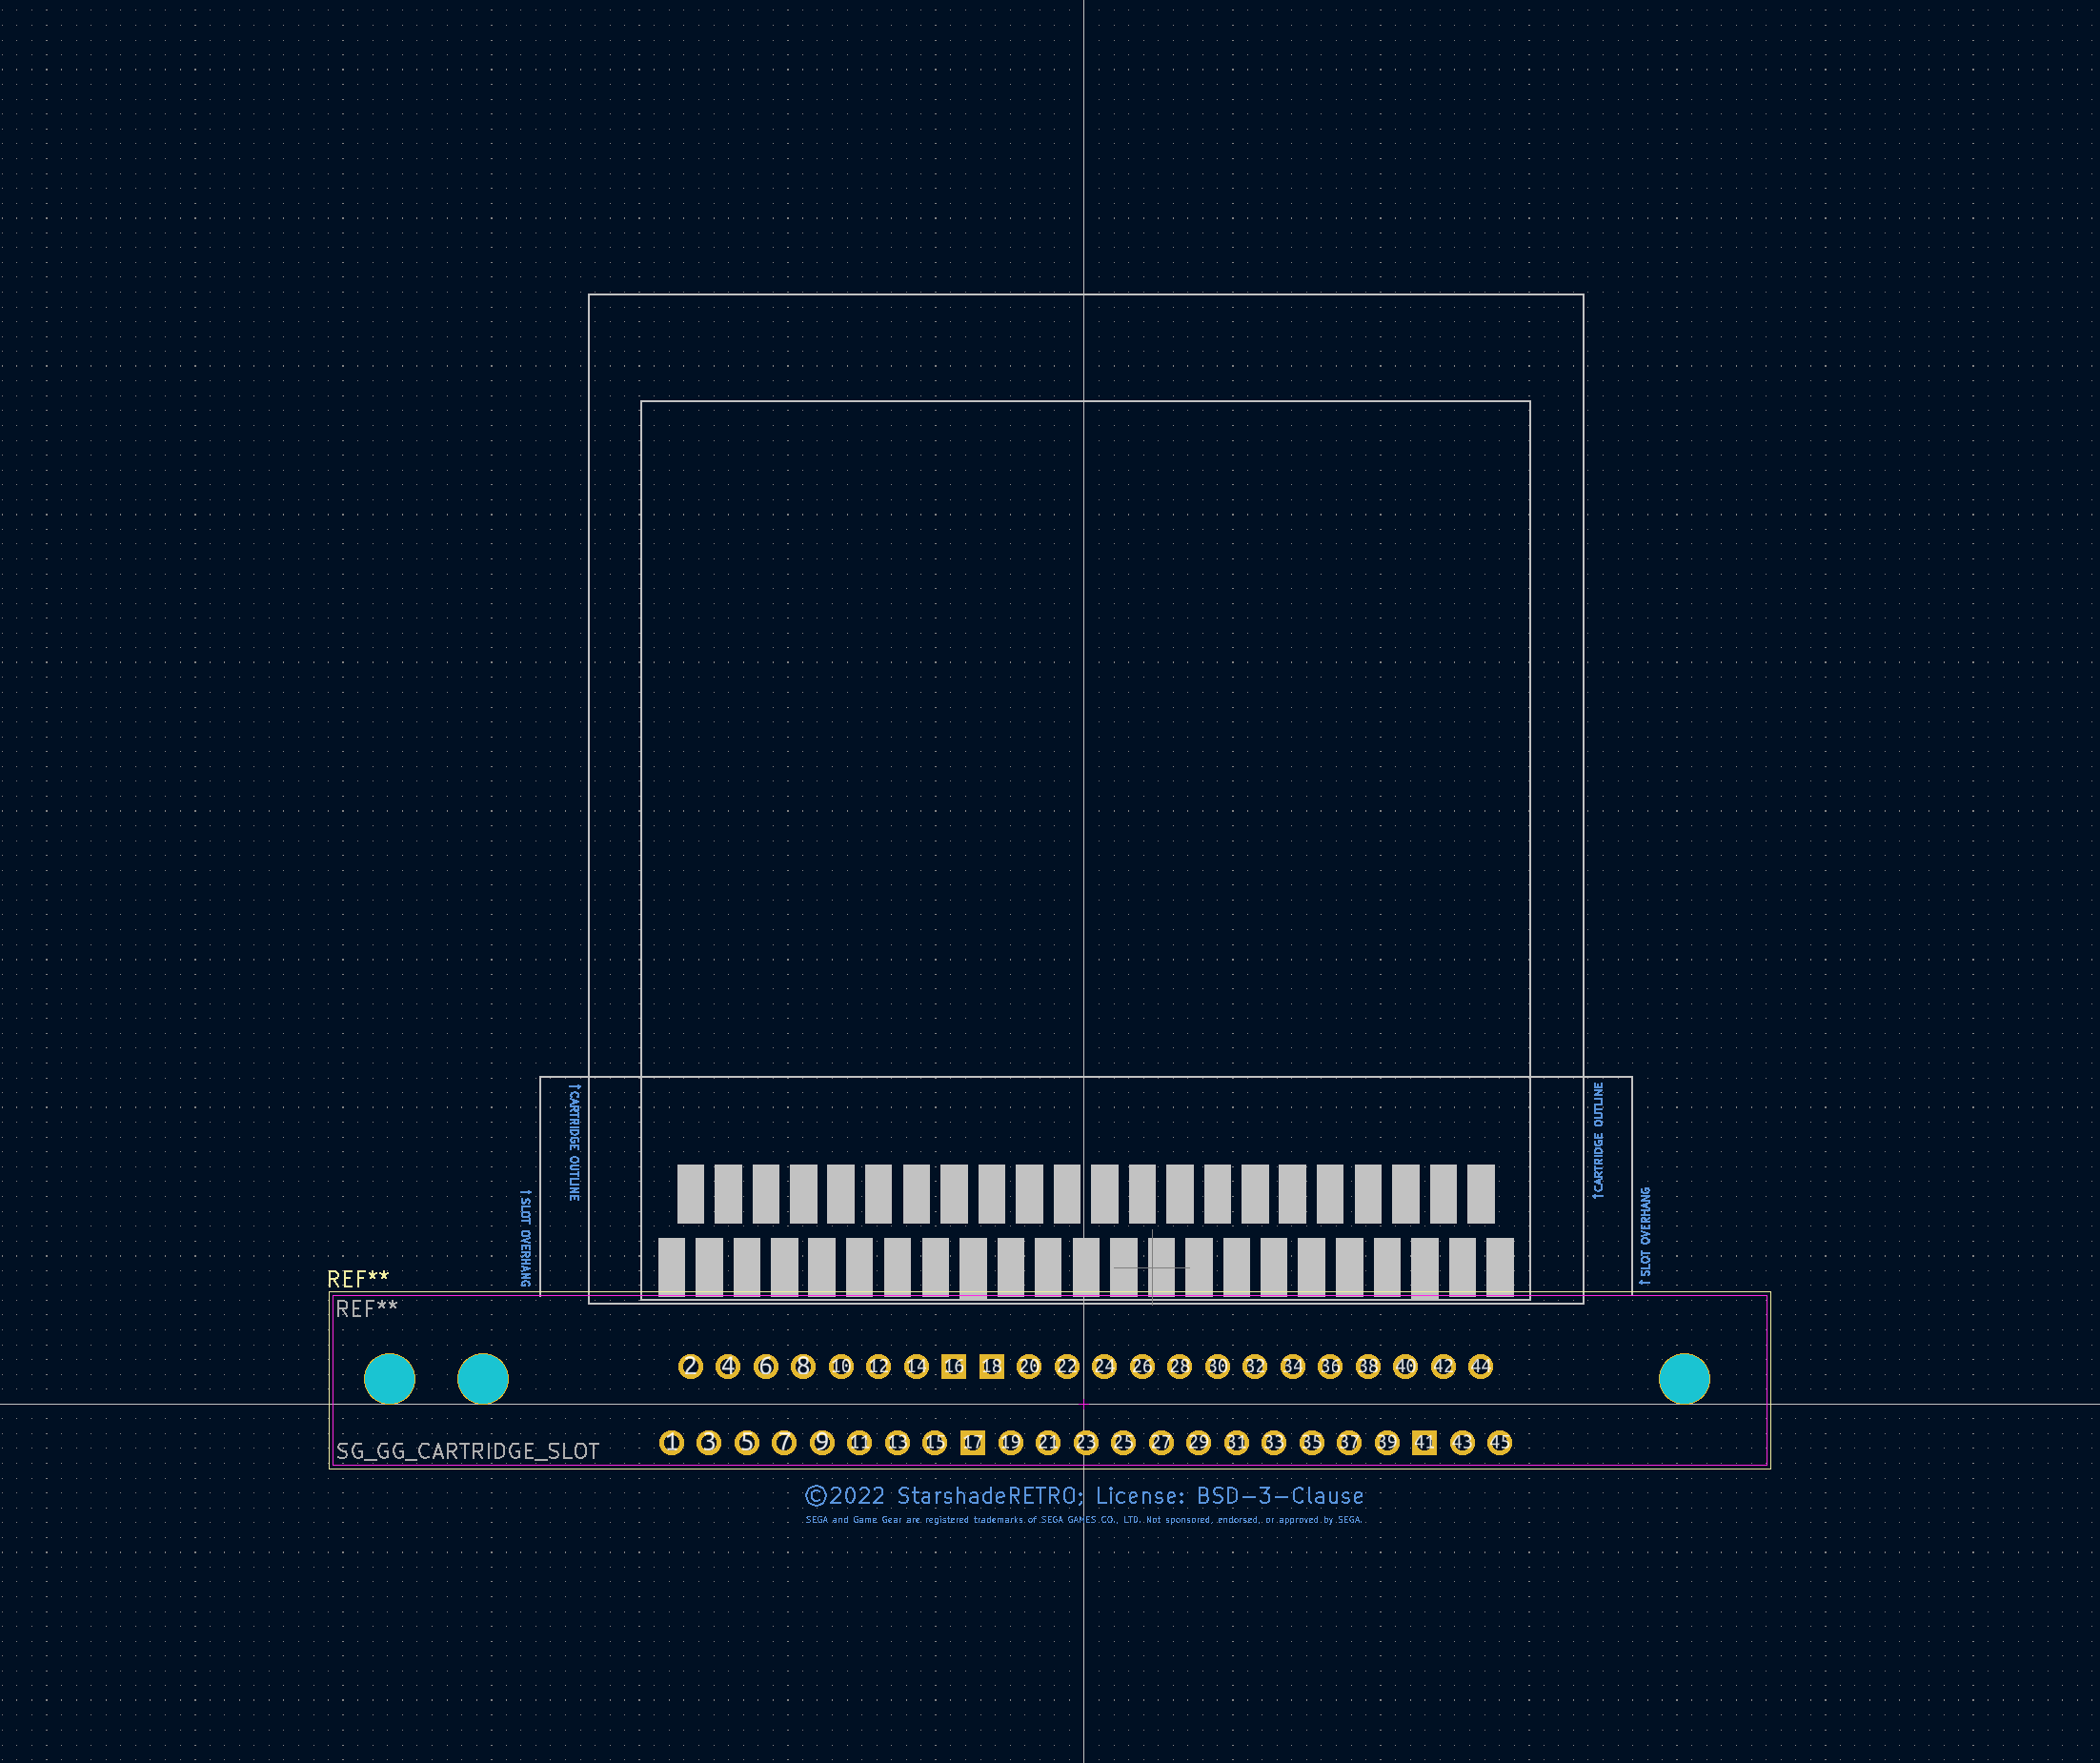 ↑CARTRIDGE OUTLINE
↑CARTRIDGE OUTLINE
↑SLOT OVERHANG
↑SLOT OVERHANG
REF**
REF**
2 4 6 8 10 12 14 16 18 20 22 24 26 28 30 32 34 36 38 40 42 44
1 3 5 7 9 11 13 15 17 19 21 23 25 27 29 31 33 35 37 39 41 43 45
SG_GG_CARTRIDGE_SLOT
©2022 StarshadeRETRO; License: BSD-3-Clause
SEGA and Game Gear are registered trademarks of SEGA GAMES CO., LTD. Not sponsored, endorsed, or approved by SEGA.